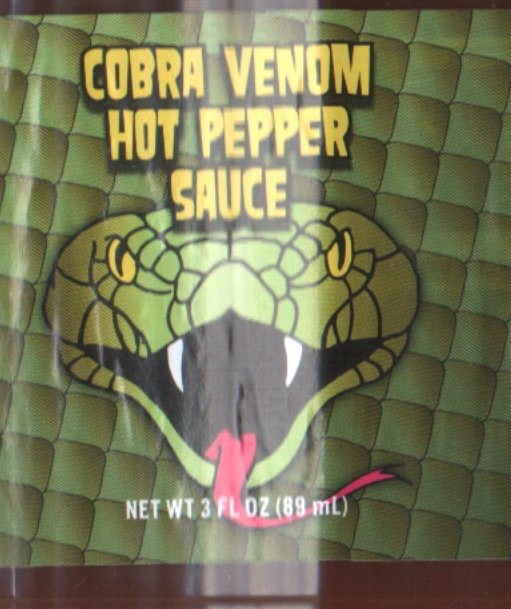 COBRA VENOM
HOT PEPPER
SAUCE
NET WT 3 FL OZ (89 mL)